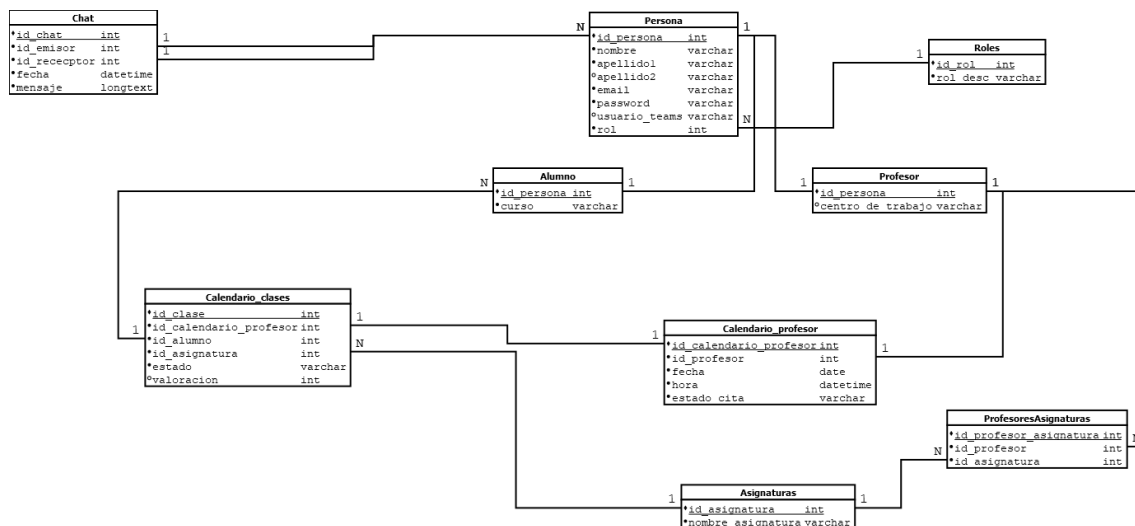 Chat
id_chat int
id_emisor int
id_rececptor int
fecha datetime
mensaje longtext
1
1
N
Persona
id_persona int
nombre varchar
apellido1 varchar
apellido2 varchar
email varchar
password varchar
usuario_teams varchar
rol int
1
N
1
Roles
id_rol int
rol_desc varchar
N
Alumno
id_persona int
curso varchar
1
1
Profesor
id_persona int
centro de trabajo varchar
1
1
Calendario_clases
id_clase int
id_calendario_profesor int
id_alumno int
id_asignatura int
estado varchar
valoracion int
1
N
1
Calendario_profesor
id_calendario_profesor int
id_profesor int
fecha date
hora datetime
estado_cita varchar
1
N
ProfesoresAsignaturas
id_profesor_asignatura int
id_profesor int
id_asignatura int
N
1
Asignaturas
id_asignatura int
nombre_asignatura varchar
1